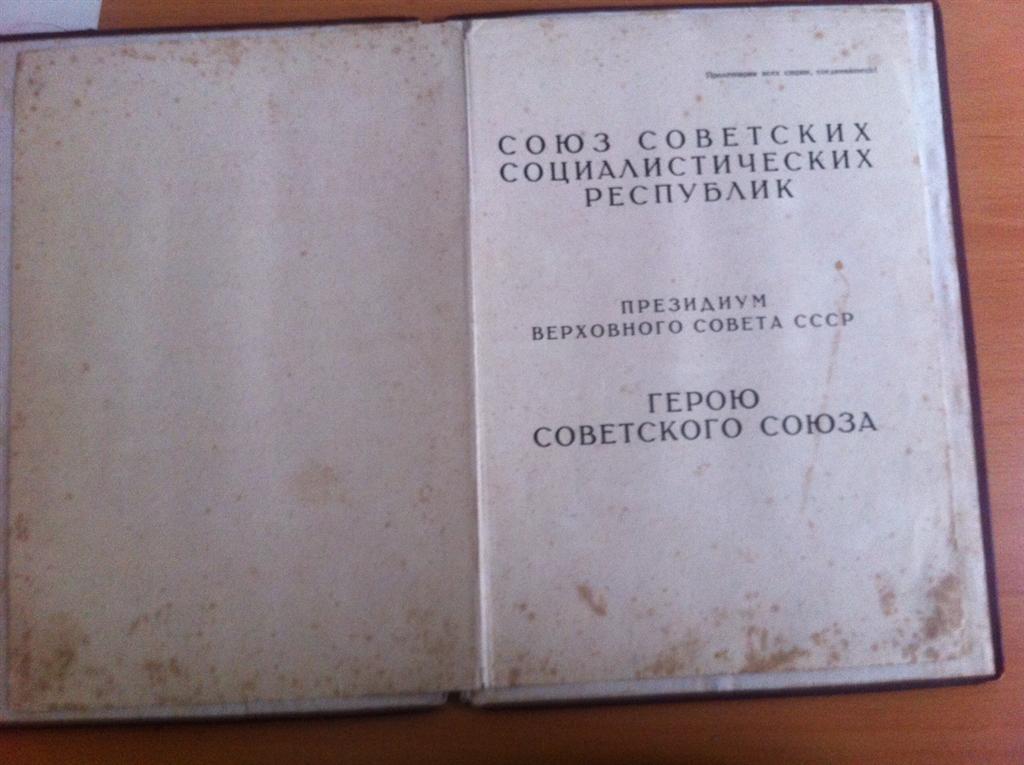 Пролетарии всех стран, соединяйтесь!
СОЮЗ СОВЕТСКИХ
СОЦИАЛИСТИЧЕСКИХ
РЕСПУБЛИК
ПРЕЗИДИУМ
ВЕРХОВНОГО СОВЕТА СССР
ГЕРОЮ
СОВЕТСКОГО СОЮЗА